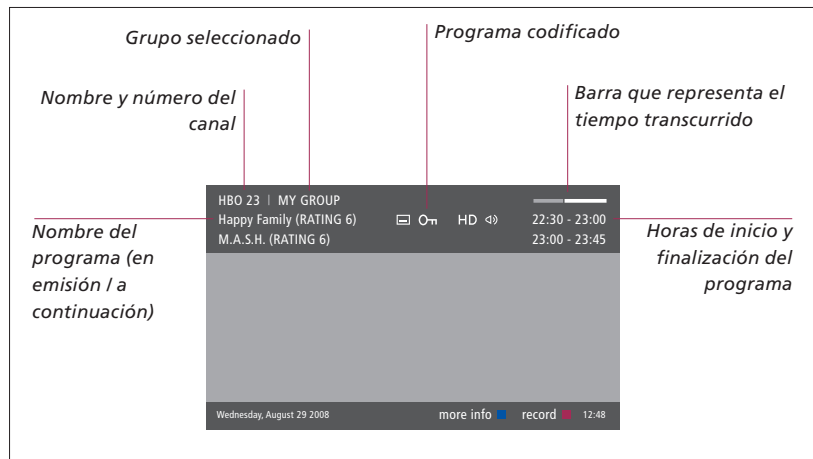 Grupo seleccionado
Programa codificado
Nombre y número del
canal
Barra que representa el
tiempo transcurrido
HBO 23 | MY GROUP
Happy Family (RATING 6) HD 22:30 - 23:00
M.A.S.H. (RATING 6) 23:00 - 23:45
Nombre del
programa (en
emisión / a
continuación)
Horas de inicio y
finalización del
programa
Wednesday, August 29 2008 more info record 12:48